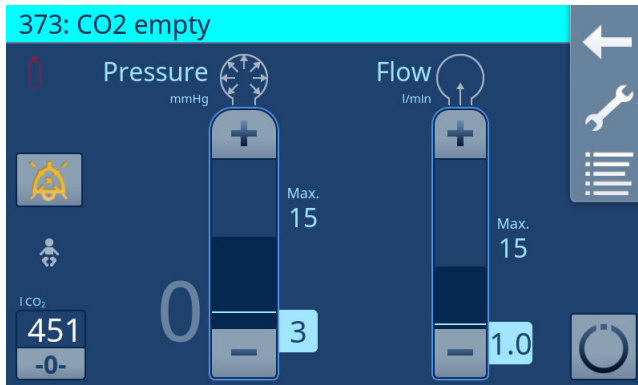 373: CO2 empty
Pressure
mmHg
Flow
l/min
+
+
Max.
15
Max.
15
l CO₂
451
-0-
0
3
1.0
−
−